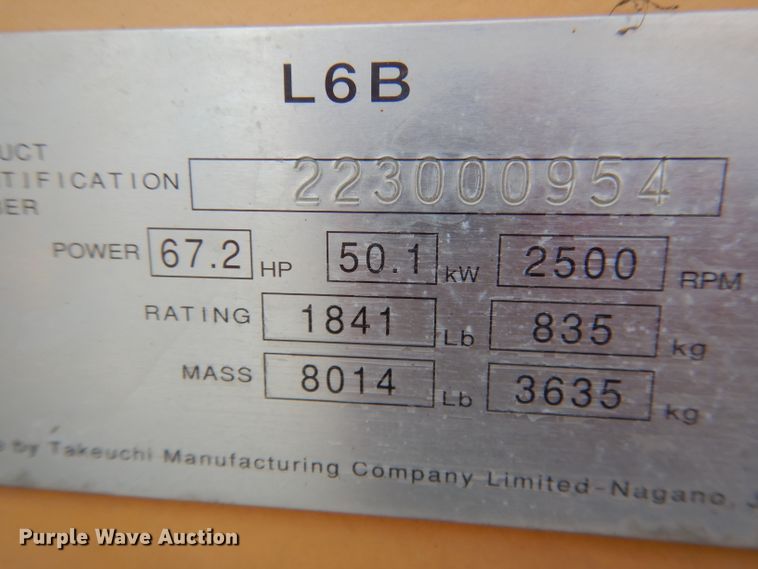 L6B
UCT
TIFICATION 223000954
BER
POWER 67.2 HP 50.1 kW 2500 RPM
RATING 1841 Lb 835 kg
MASS 8014 Lb 3635 kg
by Takeuchi Manufacturing Company Limited-Nagano,
Purple Wave Auction